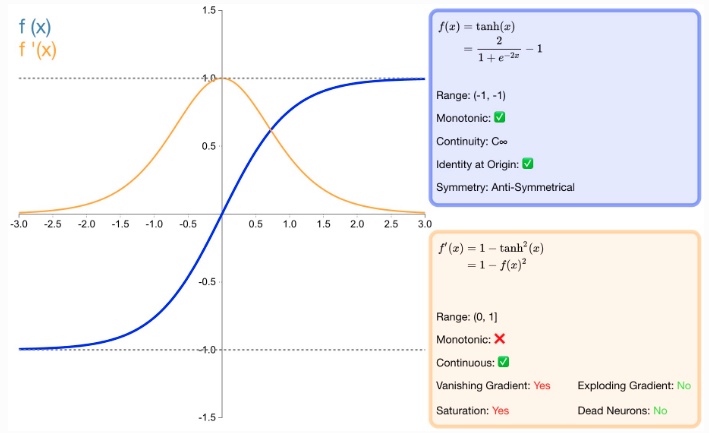 f (x)
f '(x)
1.5
1.0
0.5
-3.0 -2.5 -2.0 -1.5 -1.0 -0.5 0.5 1.0 1.5 2.0 2.5 3.0
-0.5
-1.0
-1.5
f(x) = tanh(x)
= 2 / (1 + e^{-2x}) - 1
Range: (-1, -1)
Monotonic: ✅
Continuity: C∞
Identity at Origin: ✅
Symmetry: Anti-Symmetrical
f′(x) = 1 − tanh²(x)
= 1 − f(x)²
Range: (0, 1]
Monotonic: ❌
Continuous: ✅
Vanishing Gradient: Yes Exploding Gradient: No
Saturation: Yes Dead Neurons: No